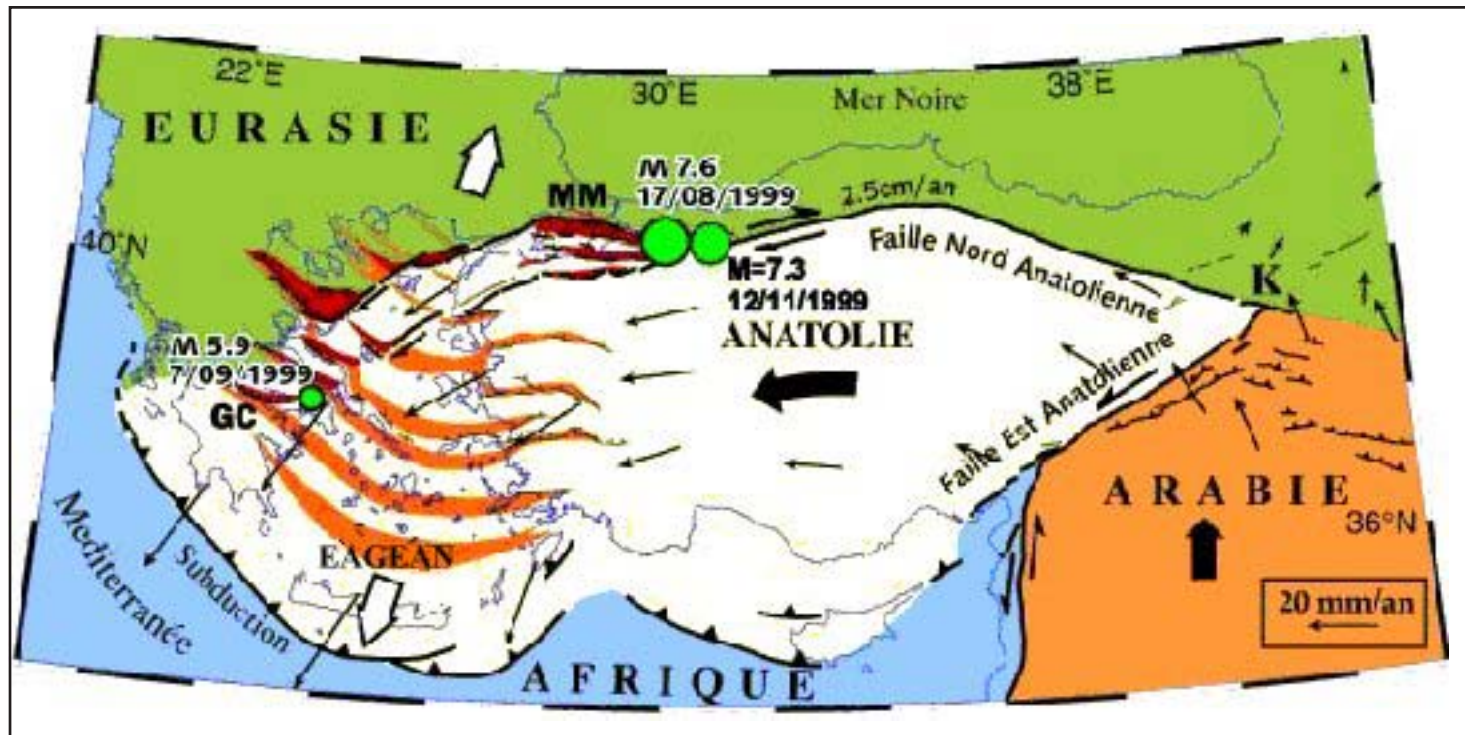 22°E
30°E
38°E
Mer Noire
EURASIE
M 7.6
17/08/1999
MM
2.5cm/an
40°N
Faille Nord Anatolienne
K
M=7.3
12/11/1999
ANATOLIE
M 5.9
7/09/1999
GC
Faille Est Anatolienne
ARABIE
36°N
Mediterranée
Subduction
EAGEAN
20 mm/an
AFRIQUE